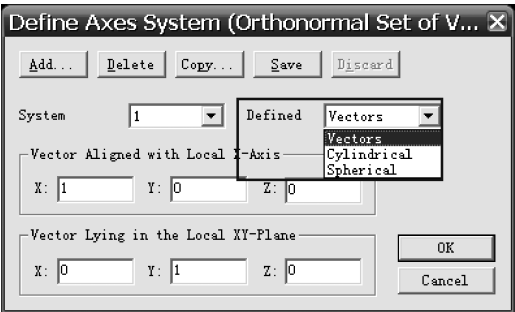 Define Axes System (Orthonormal Set of V...
Add... Delete Copy... Save Discard
System 1 Defined Vectors
Vectors
Cylindrical
Spherical
Vector Aligned with Local X-Axis
X: 1 Y: 0 Z: 0
Vector Lying in the Local XY-Plane
X: 0 Y: 1 Z: 0
OK
Cancel